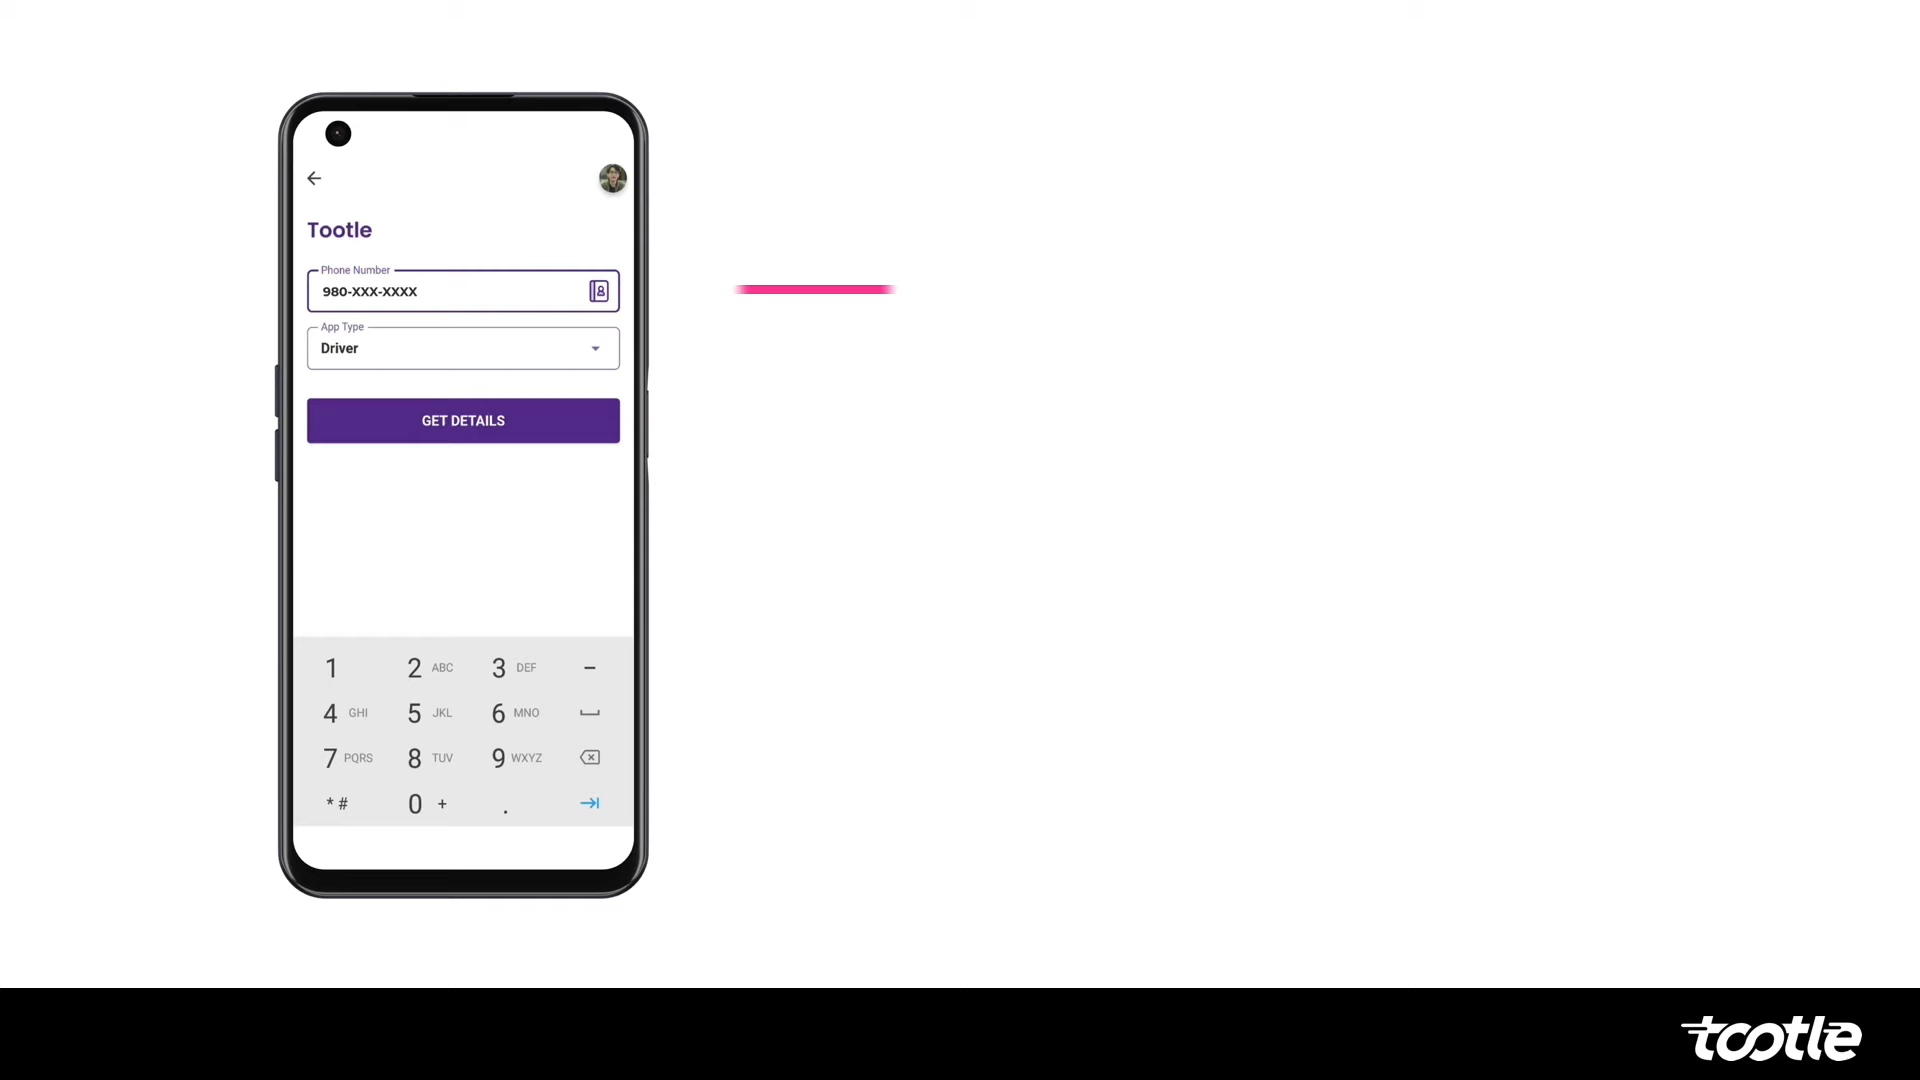 Tootle
Phone Number
980-XXX-XXXX
App Type
Driver
GET DETAILS
1 2 ABC 3 DEF -
4 GHI 5 JKL 6 MNO
7 PQRS 8 TUV 9 WXYZ
* # 0 + .
tootle